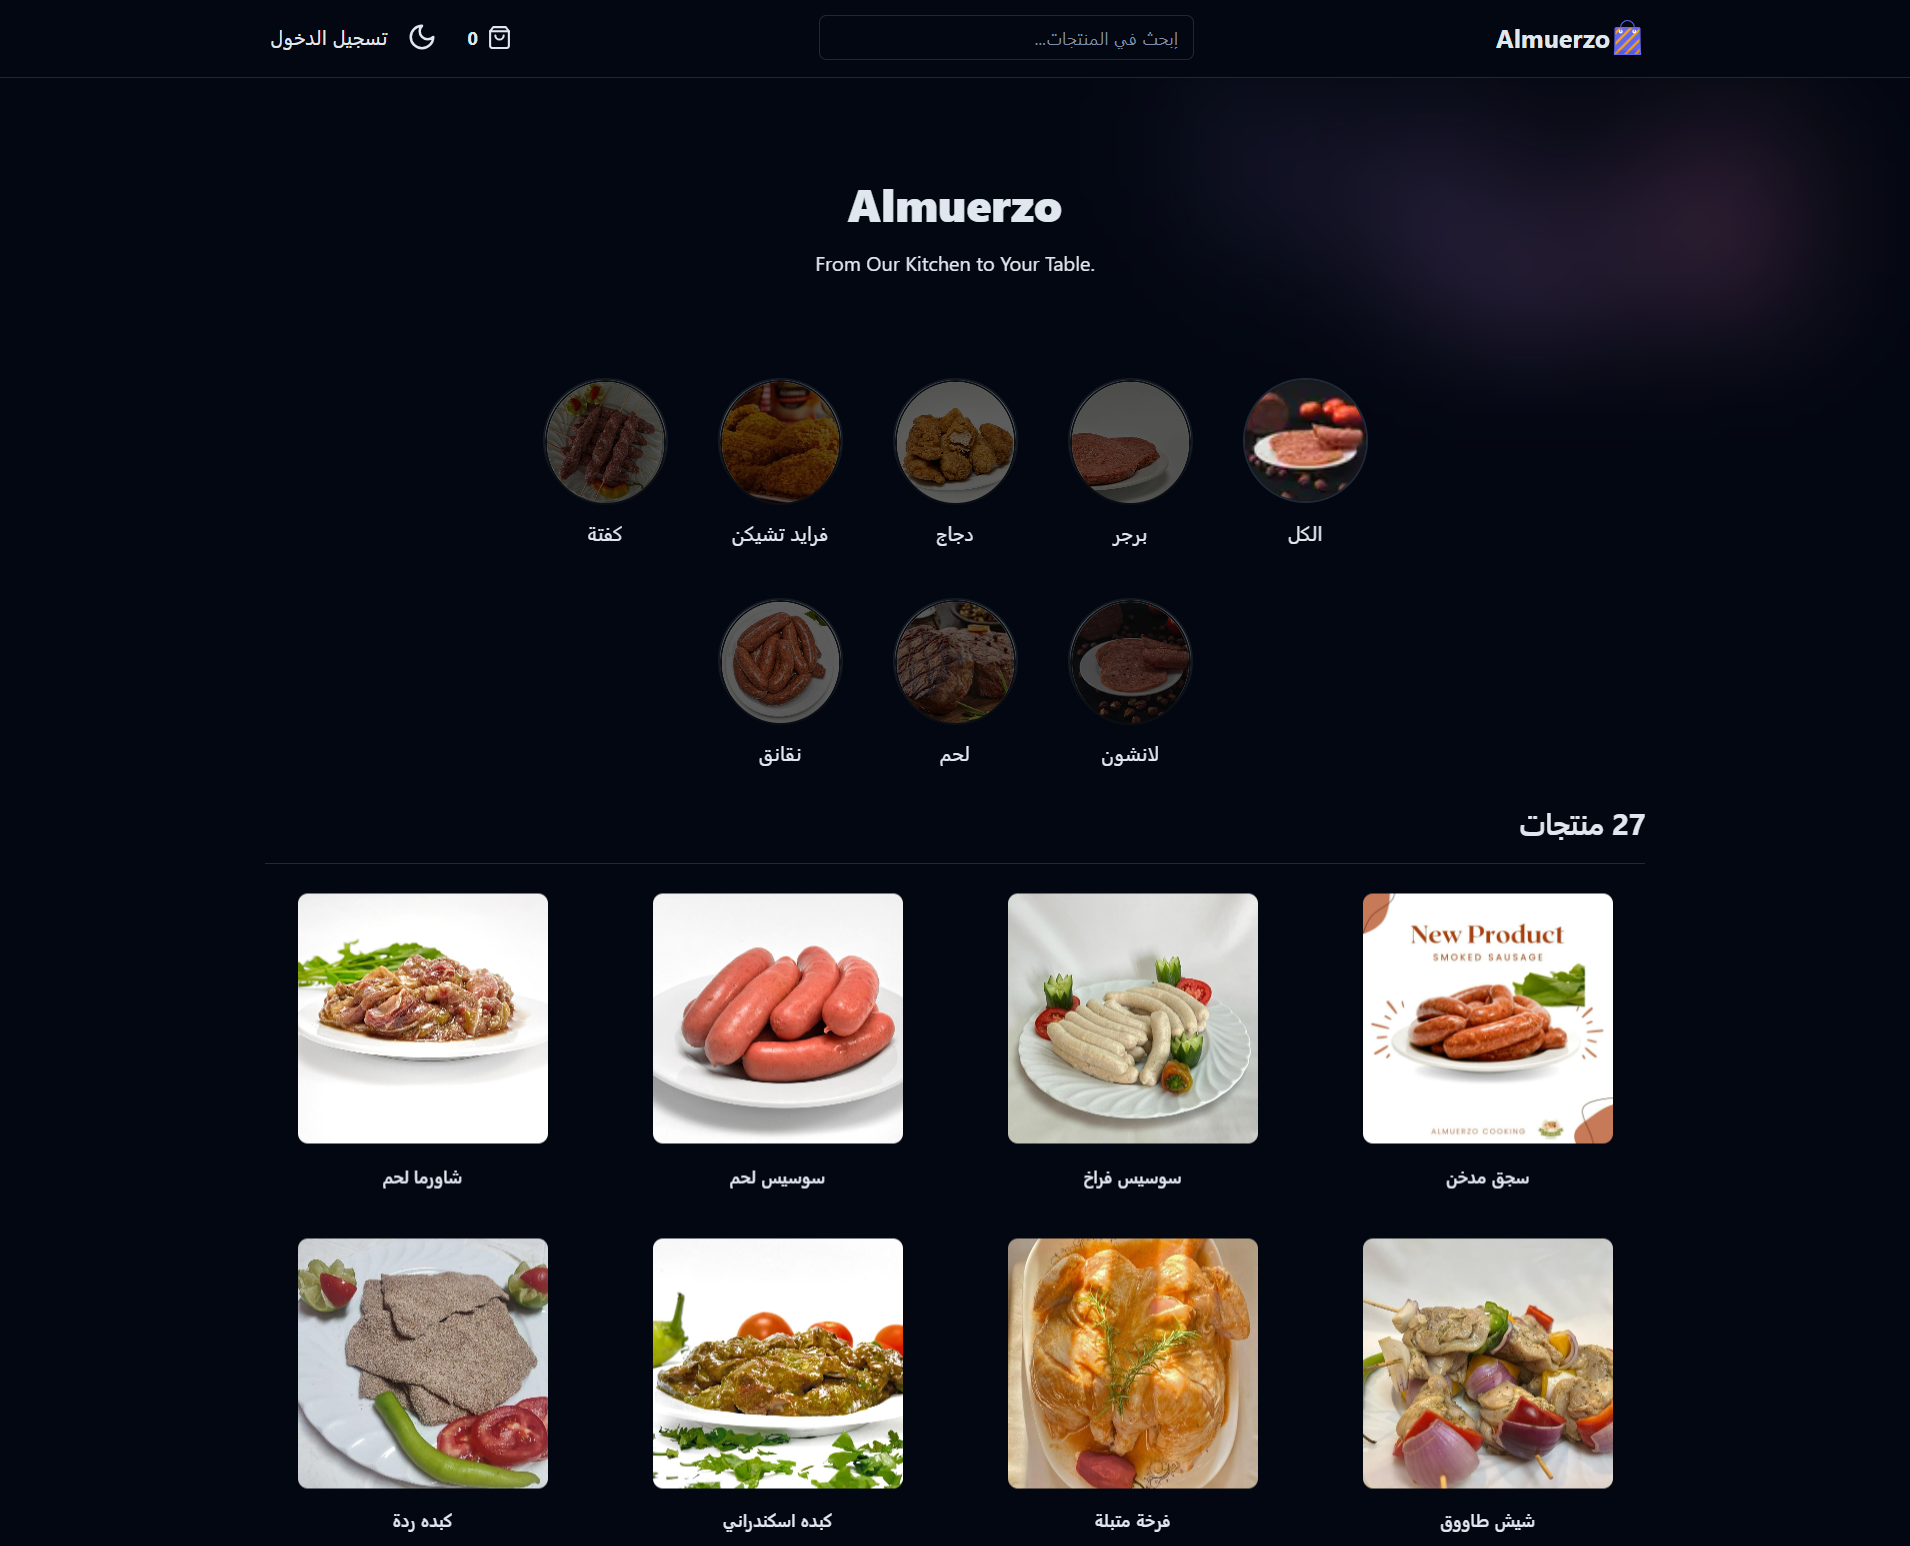 Almuerzo
إبحث في المنتجات...
0
تسجيل الدخول
Almuerzo
From Our Kitchen to Your Table.
الكل
برجر
دجاج
فرايد تشيكن
كفتة
لانشون
لحم
نقانق
27 منتجات
New Product
SMOKED SAUSAGE
ALMUERZO COOKING
سجق مدخن
سوسيس فراخ
سوسيس لحم
شاورما لحم
شيش طاووق
فرخة متبلة
كبده اسكندراني
كبده ردة